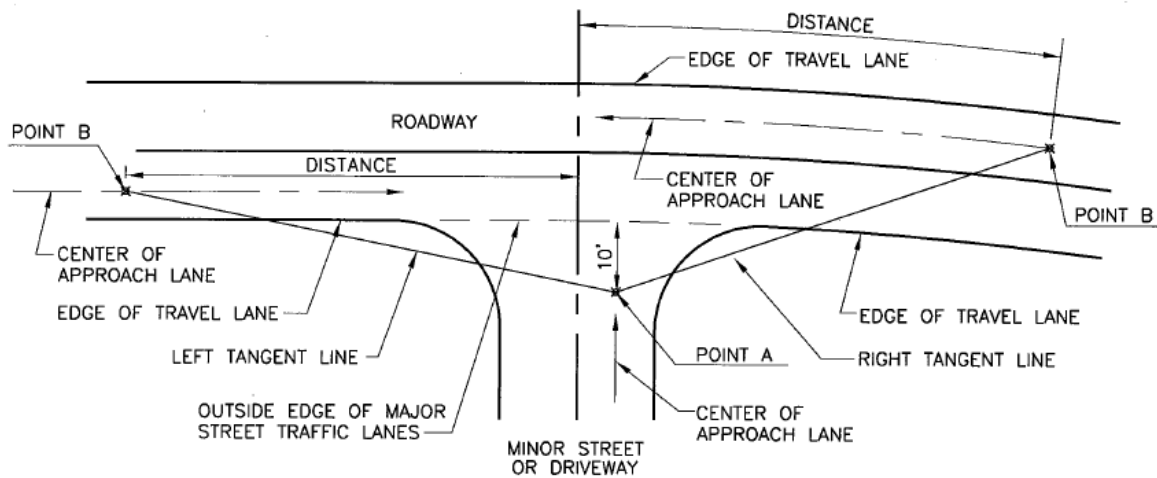 DISTANCE
EDGE OF TRAVEL LANE
POINT B
ROADWAY
DISTANCE
CENTER OF
APPROACH LANE
POINT B
CENTER OF
APPROACH LANE
10'
EDGE OF TRAVEL LANE
EDGE OF TRAVEL LANE
LEFT TANGENT LINE
POINT A
RIGHT TANGENT LINE
OUTSIDE EDGE OF MAJOR
STREET TRAFFIC LANES
CENTER OF
APPROACH LANE
MINOR STREET
OR DRIVEWAY